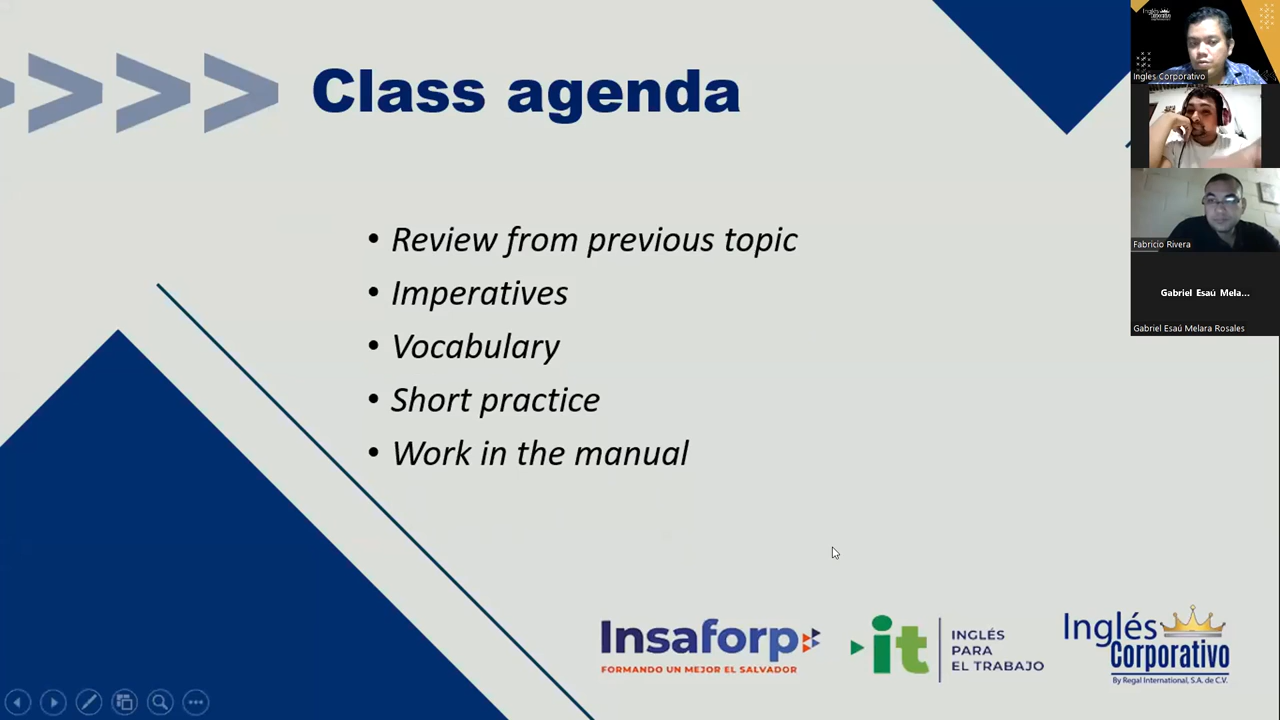 Class agenda
• Review from previous topic
• Imperatives
• Vocabulary
• Short practice
• Work in the manual
Insaforp
FORMANDO UN MEJOR EL SALVADOR
it
INGLÉS
PARA
EL TRABAJO
Inglés
Corporativo
By Regal International, S.A. de C.V.
Inglés
Corporativo
Ingles Corporativo
Fabricio Rivera
Gabriel Esaú Mela...
Gabriel Esaú Melara Rosales